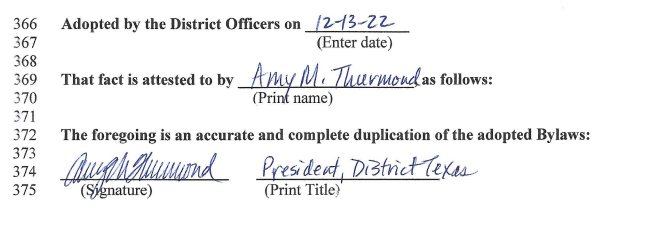 366 Adopted by the District Officers on 12-13-22
367 (Enter date)
368
369 That fact is attested to by Amy M. Thurmond as follows:
370 (Print name)
371
372 The foregoing is an accurate and complete duplication of the adopted Bylaws:
373
374 Amy M Thurmond President, District Texas
375 (Signature) (Print Title)